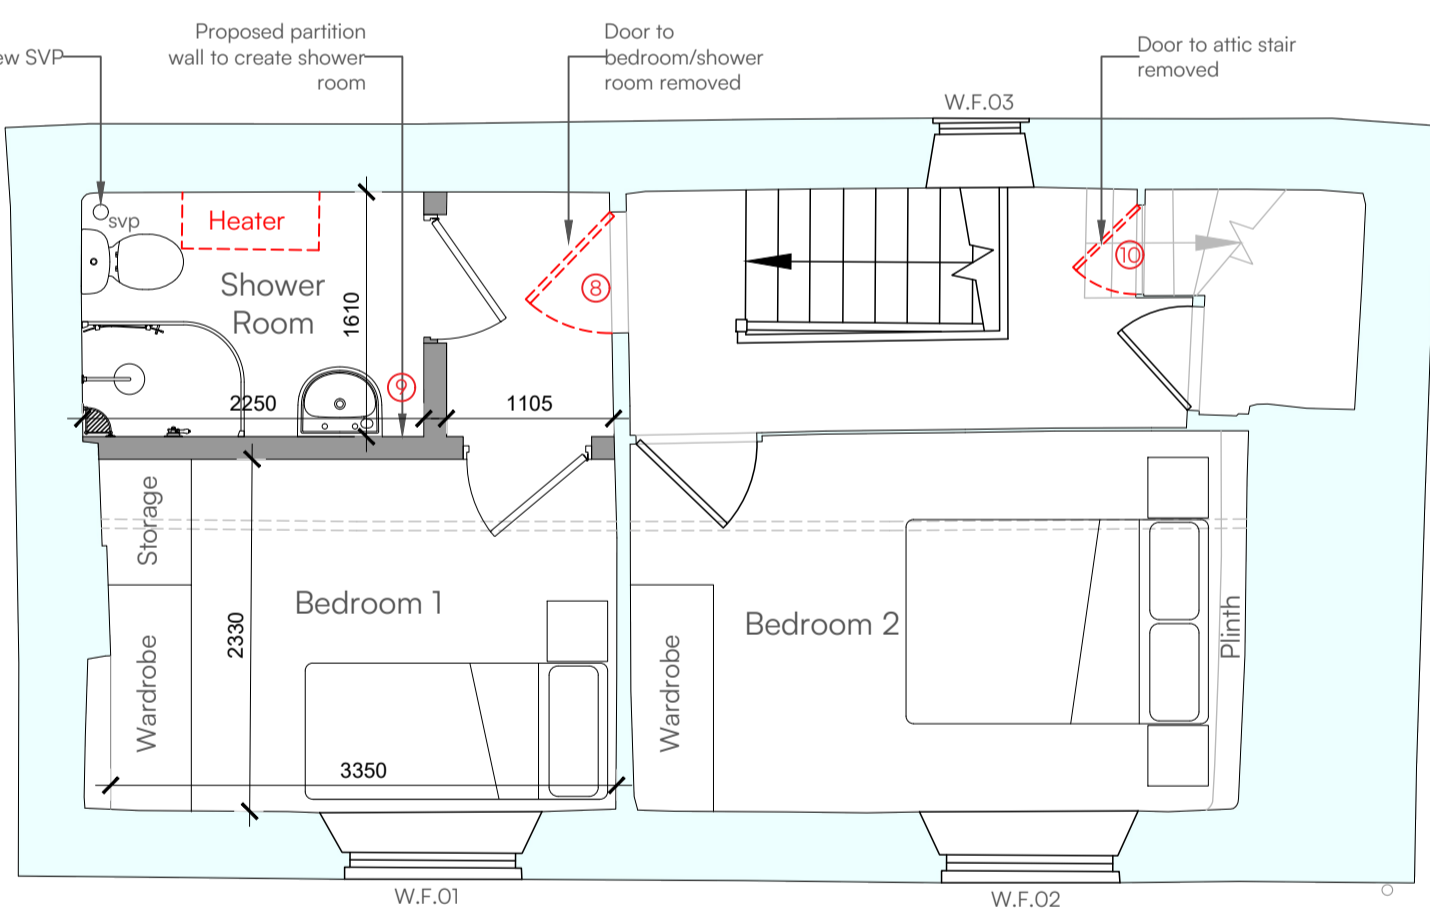 ew SVP
Proposed partition
wall to create shower
room
Door to
bedroom/shower
room removed
Door to attic stair
removed
W.F.03
svp
Heater
Shower
Room
1610
8
10
9
2250
1105
Storage
Wardrobe
Bedroom 1
2330
3350
Wardrobe
Bedroom 2
Plinth
W.F.01
W.F.02